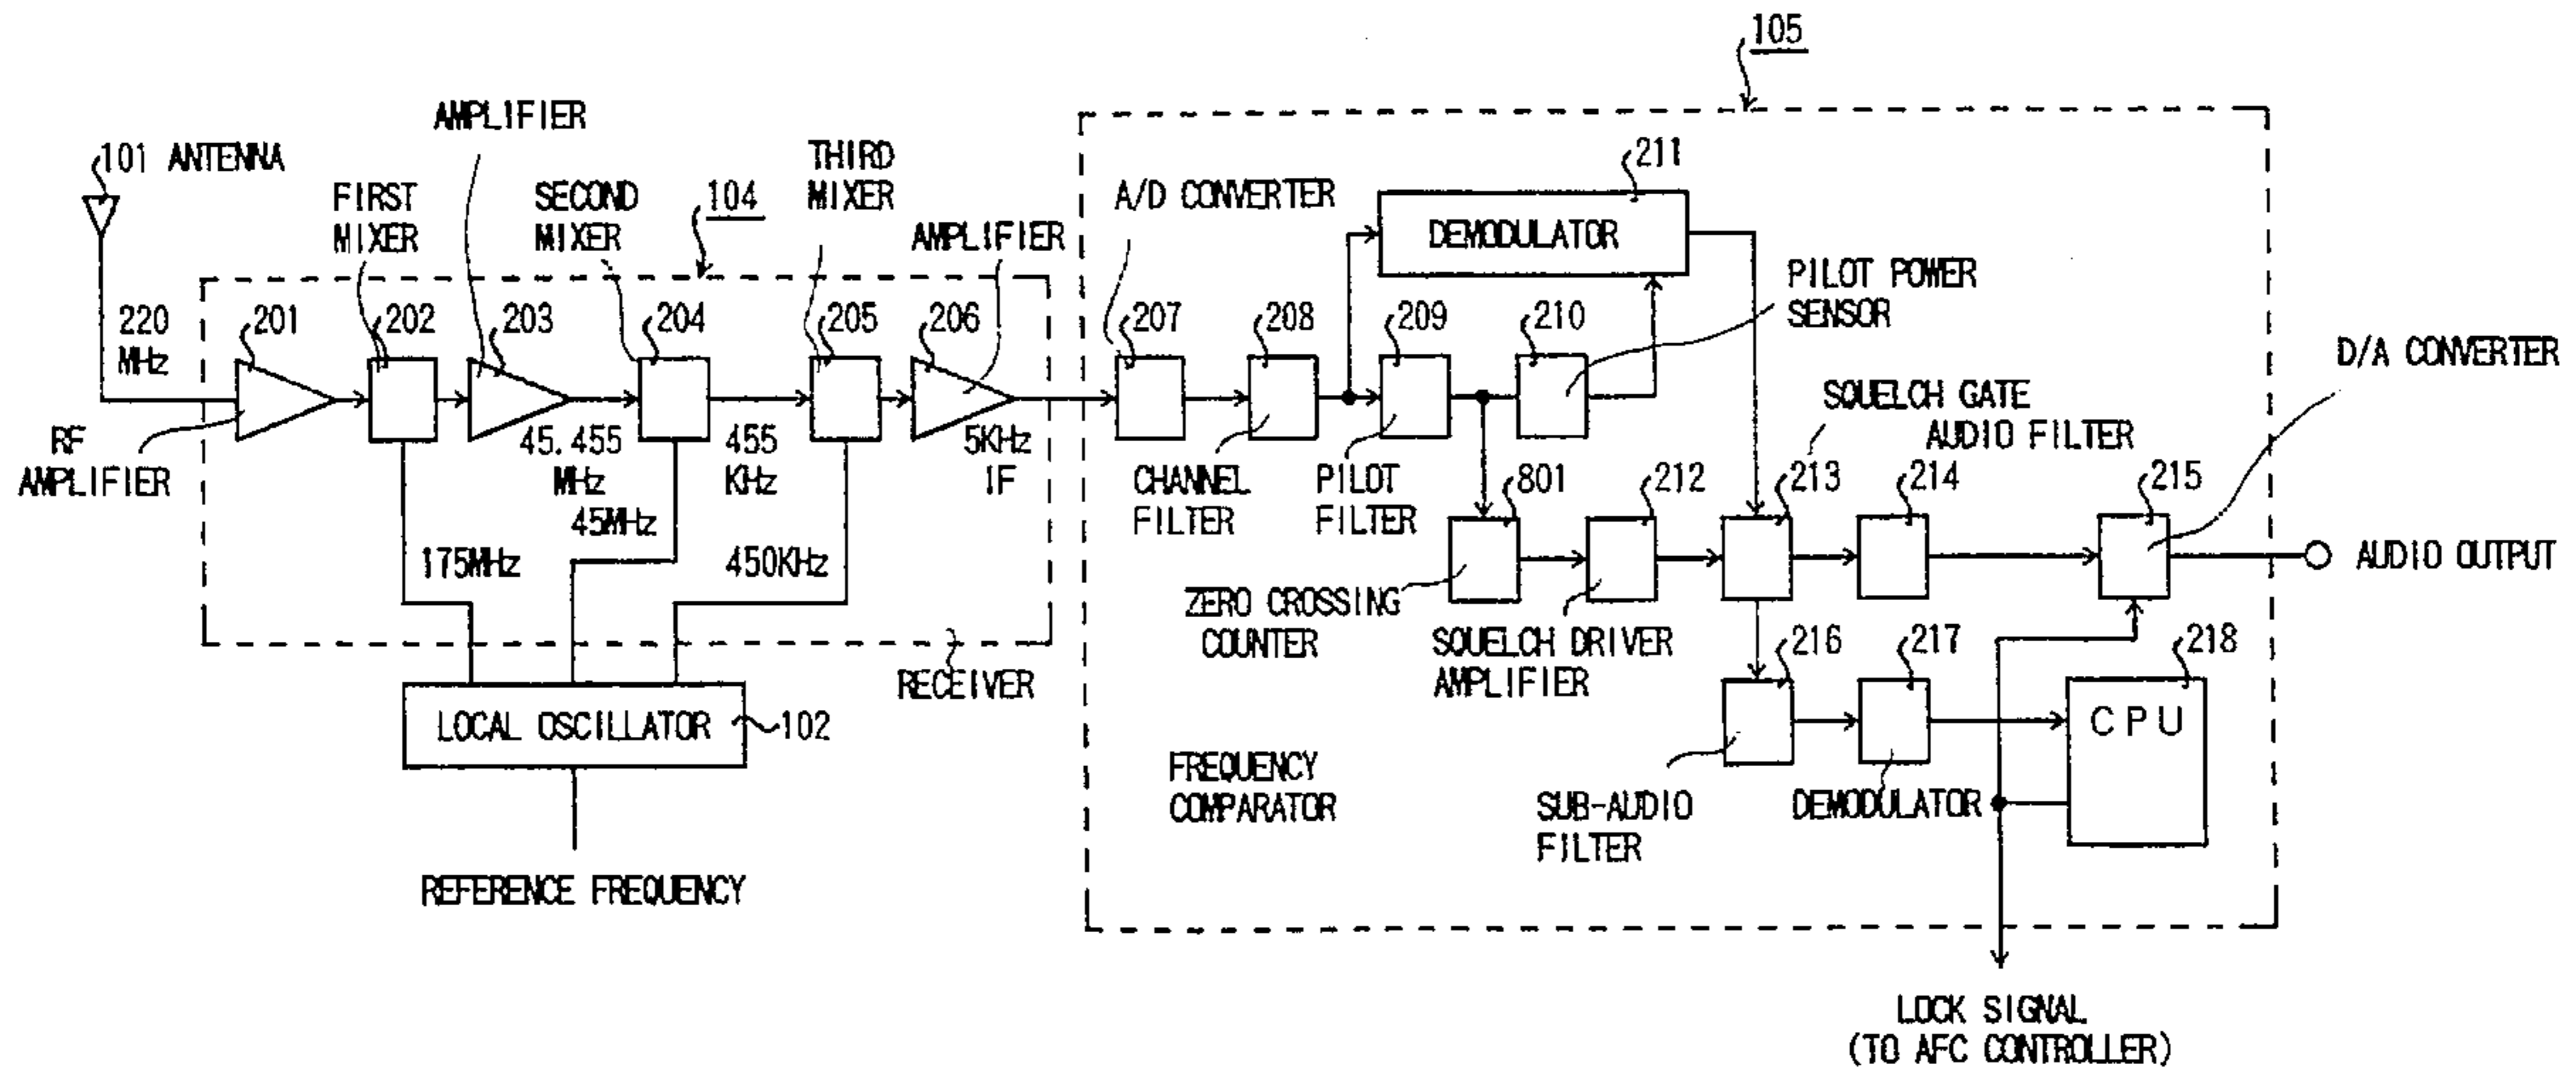 105
AMPLIFIER
101 ANTENNA
FIRST
MIXER
SECOND
MIXER
104
THIRD
MIXER
AMPLIFIER
A/D CONVERTER
211
DEMODULATOR
PILOT POWER
SENSOR
220
MHz
201
202
203
204
205
206
207
208
209
210
D/A CONVERTER
RF
AMPLIFIER
45.455
MHz
45MHz
455
KHz
5KHz
IF
CHANNEL
FILTER
PILOT
FILTER
SQUELCH GATE
AUDIO FILTER
801
212
213
214
215
175MHz
450KHz
AUDIO OUTPUT
ZERO CROSSING
COUNTER
SQUELCH DRIVER
AMPLIFIER
216
217
218
RECEIVER
LOCAL OSCILLATOR
102
CPU
FREQUENCY
COMPARATOR
SUB-AUDIO
FILTER
DEMODULATOR
REFERENCE FREQUENCY
LOCK SIGNAL
(TO AFC CONTROLLER)